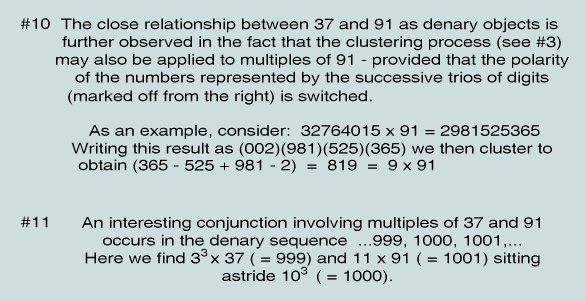 #10 The close relationship between 37 and 91 as denary objects is
further observed in the fact that the clustering process (see #3)
may also be applied to multiples of 91 - provided that the polarity
of the numbers represented by the successive trios of digits
(marked off from the right) is switched.
As an example, consider: 32764015 x 91 = 2981525365
Writing this result as (002)(981)(525)(365) we then cluster to
obtain (365 - 525 + 981 - 2) = 819 = 9 x 91
#11 An interesting conjunction involving multiples of 37 and 91
occurs in the denary sequence ...999, 1000, 1001,...
Here we find 3³ x 37 ( = 999) and 11 x 91 ( = 1001) sitting
astride 10³ ( = 1000).